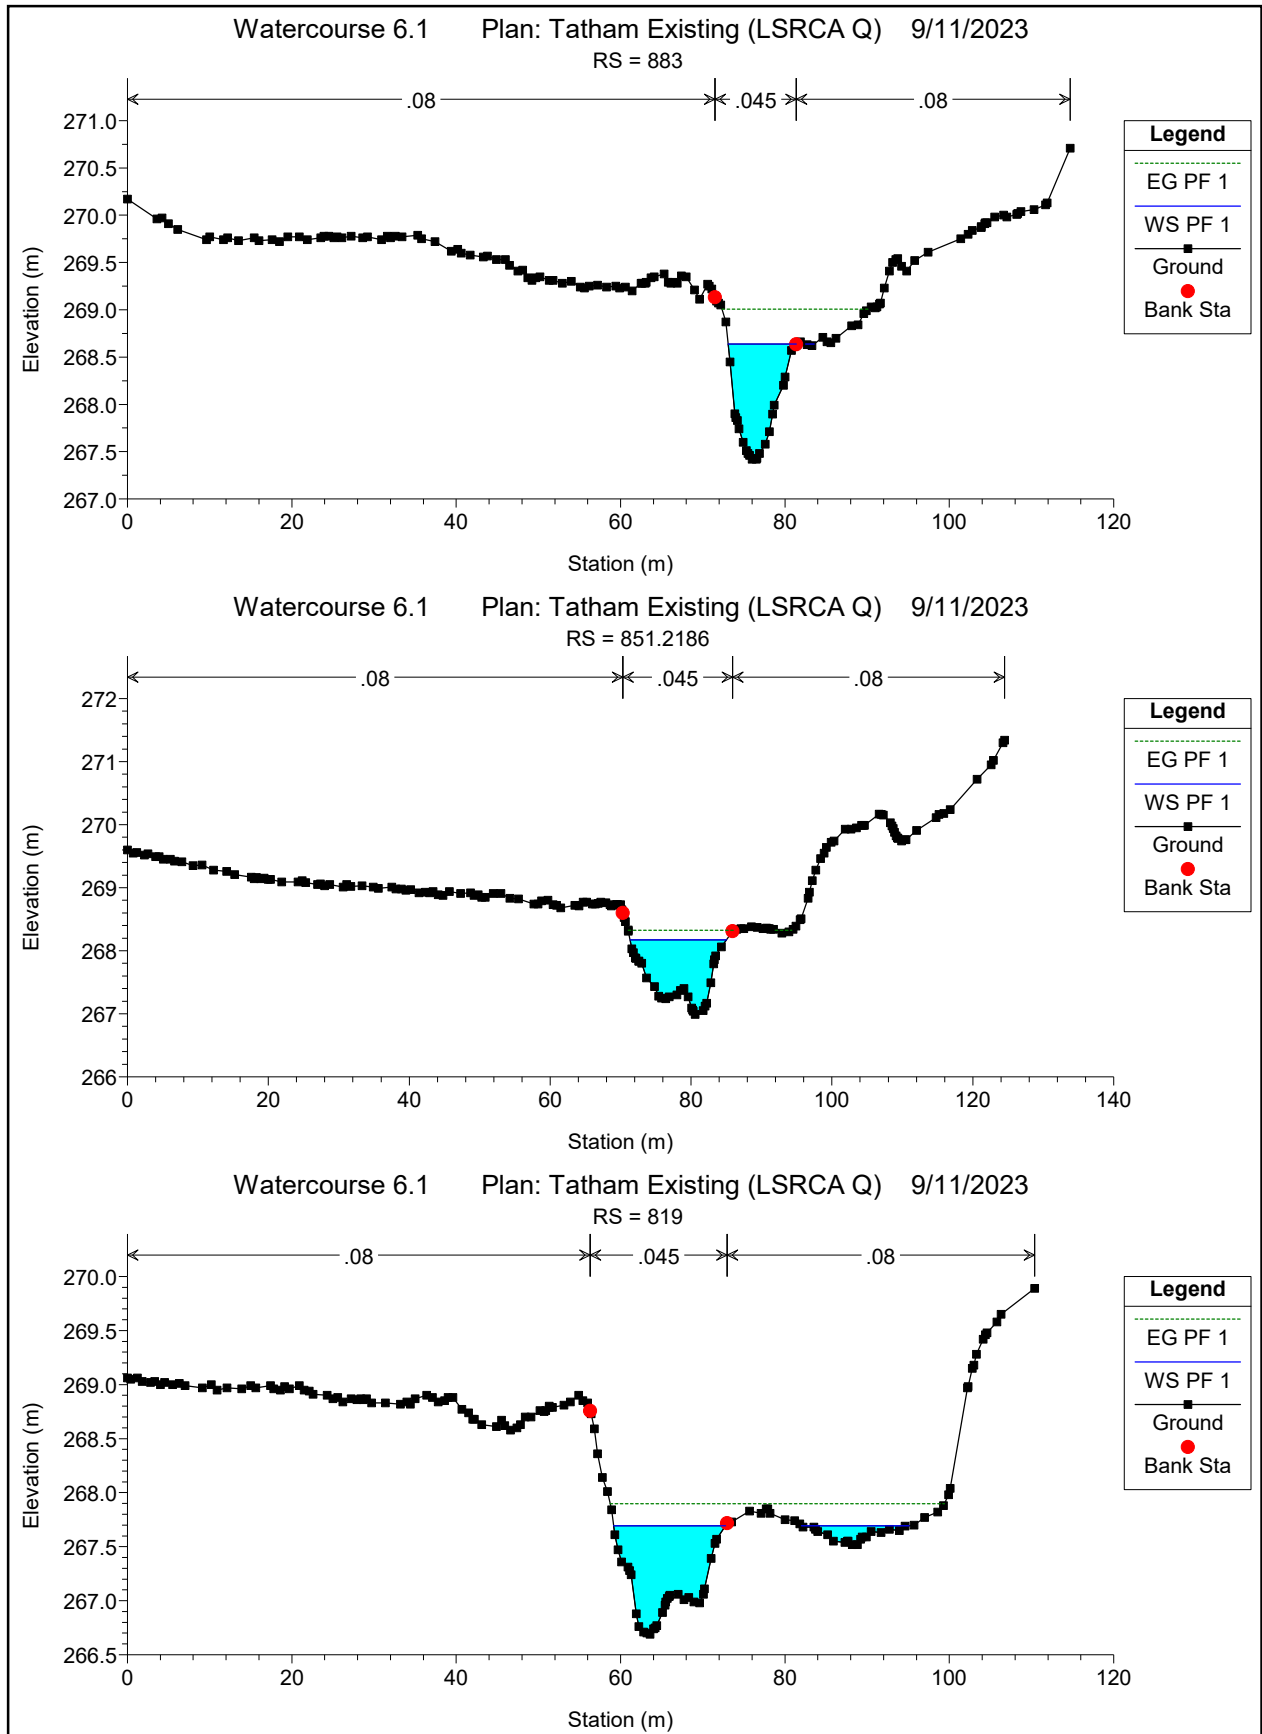 Watercourse 6.1 Plan: Tatham Existing (LSRCA Q) 9/11/2023
RS = 883
.08 .045 .08
271.0
270.5
270.0
269.5
269.0
268.5
268.0
267.5
267.0
Elevation (m)
0 20 40 60 80 100 120
Station (m)
Legend
EG PF 1
WS PF 1
Ground
Bank Sta
Watercourse 6.1 Plan: Tatham Existing (LSRCA Q) 9/11/2023
RS = 851.2186
.08 .045 .08
272
271
270
269
268
267
266
Elevation (m)
0 20 40 60 80 100 120 140
Station (m)
Legend
EG PF 1
WS PF 1
Ground
Bank Sta
Watercourse 6.1 Plan: Tatham Existing (LSRCA Q) 9/11/2023
RS = 819
.08 .045 .08
270.0
269.5
269.0
268.5
268.0
267.5
267.0
266.5
Elevation (m)
0 20 40 60 80 100 120
Station (m)
Legend
EG PF 1
WS PF 1
Ground
Bank Sta